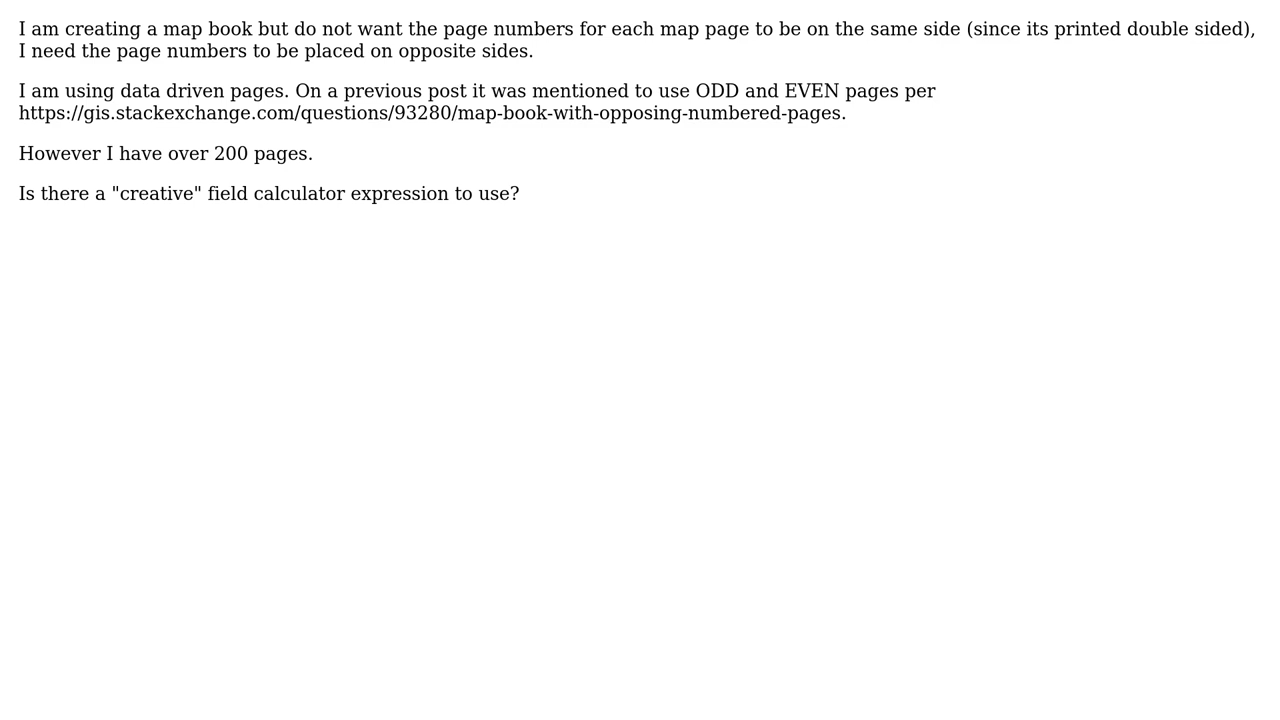 I am creating a map book but do not want the page numbers for each map page to be on the same side (since its printed double sided),
I need the page numbers to be placed on opposite sides.
I am using data driven pages. On a previous post it was mentioned to use ODD and EVEN pages per
https://gis.stackexchange.com/questions/93280/map-book-with-opposing-numbered-pages.
However I have over 200 pages.
Is there a "creative" field calculator expression to use?